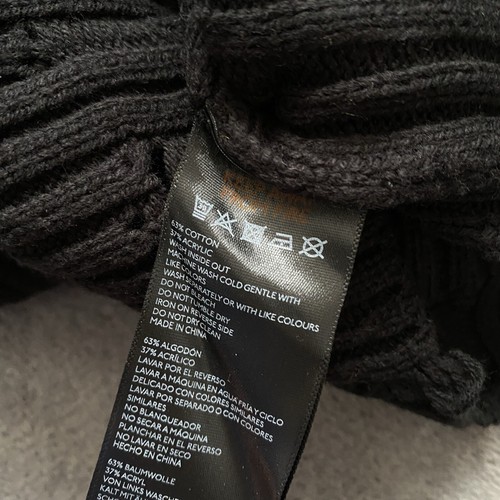 63% COTTON
37% ACRYLIC
WASH INSIDE OUT
MACHINE WASH COLD GENTLE WITH
LIKE COLORS
WASH SEPARATELY OR WITH LIKE COLOURS
DO NOT BLEACH
DO NOT TUMBLE DRY
IRON ON REVERSE SIDE
DO NOT DRY CLEAN
MADE IN CHINA
63% ALGODÓN
37% ACRÍLICO
LAVAR POR EL REVERSO
LAVAR A MÁQUINA EN AGUA FRÍA Y CICLO
DELICADO CON COLORES SIMILARES
LAVAR POR SEPARADO O CON COLORES
SIMILARES
NO BLANQUEADOR
NO SECAR A MÁQUINA
PLANCHAR EN EL REVERSO
NO LAVAR EN SECO
HECHO EN CHINA
63% BAUMWOLLE
37% ACRYL
VON LINKS WASCHEN